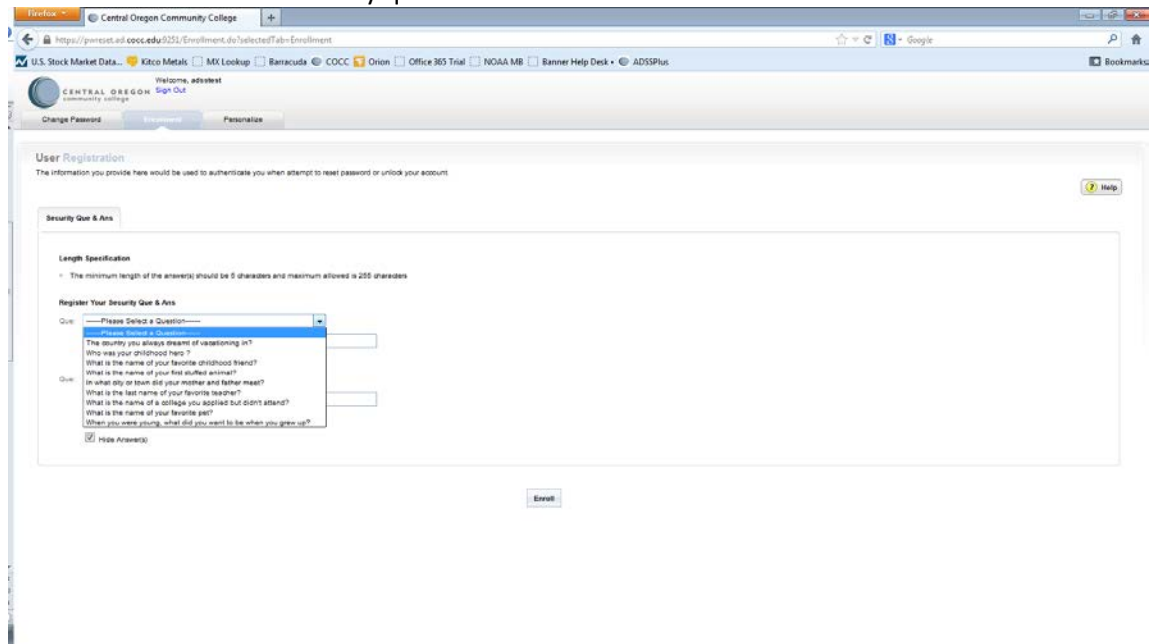 Firefox
Central Oregon Community College
https://pwreset.ad.cocc.edu:9251/Enrollment.do?selectedTab=Enrollment
Google
U.S. Stock Market Data... Kitco Metals MX Lookup Barracuda COCC Orion Office 365 Trial NOAA MB Banner Help Desk ADSSPlus
Bookmarks
Welcome, adsstest
Sign Out
CENTRAL OREGON
community college
Change Password Enrollment Personalize
User Registration
The information you provide here would be used to authenticate you when attempt to reset password or unlock your account
Help
Security Que & Ans
Length Specification
The minimum length of the answer(s) should be 5 characters and maximum allowed is 255 characters
Register Your Security Que & Ans
Que: ------Please Select a Question------
------Please Select a Question------
The country you always dreamt of vacationing in?
Who was your childhood hero ?
What is the name of your favorite childhood friend?
What is the name of your first stuffed animal?
Que: In what city or town did your mother and father meet?
What is the last name of your favorite teacher?
What is the name of a college you applied but didn't attend?
What is the name of your favorite pet?
When you were young, what did you want to be when you grew up?
Hide Answer(s)
Enroll